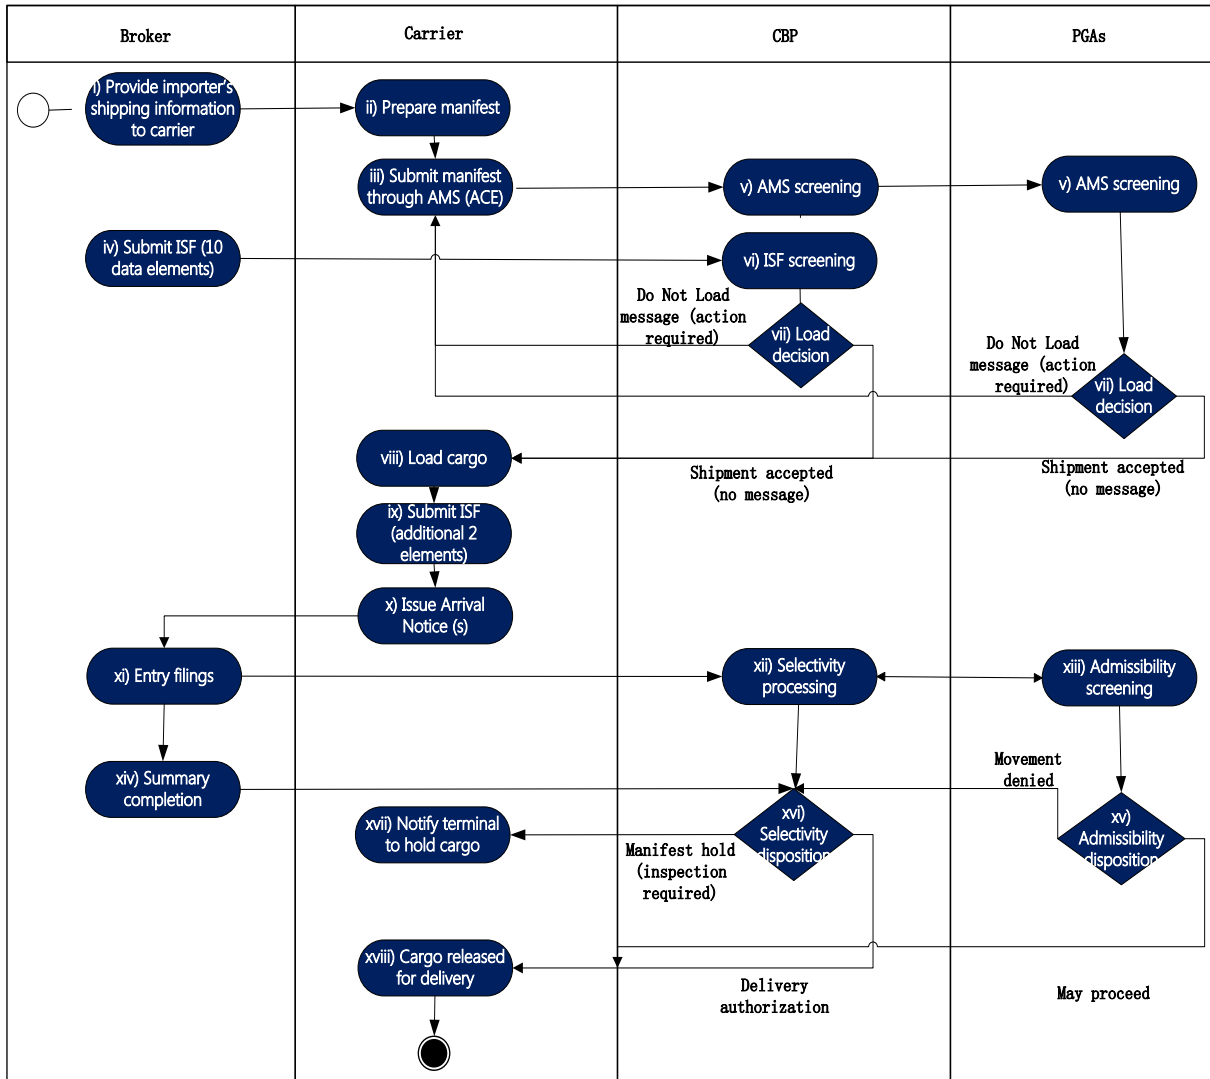 Broker
Carrier
CBP
PGAs
i) Provide importer's
shipping information
to carrier
ii) Prepare manifest
iii) Submit manifest
through AMS (ACE)
v) AMS screening
v) AMS screening
iv) Submit ISF (10
data elements)
vi) ISF screening
Do Not Load
message (action
required)
vii) Load
decision
Do Not Load
message (action
required)
vii) Load
decision
viii) Load cargo
Shipment accepted
(no message)
Shipment accepted
(no message)
ix) Submit ISF
(additional 2
elements)
x) Issue Arrival
Notice (s)
xi) Entry filings
xii) Selectivity
processing
xiii) Admissibility
screening
xiv) Summary
completion
Movement
denied
xvii) Notify terminal
to hold cargo
Manifest hold
(inspection
required)
xvi)
Selectivity
disposition
xv)
Admissibility
disposition
xviii) Cargo released
for delivery
Delivery
authorization
May proceed